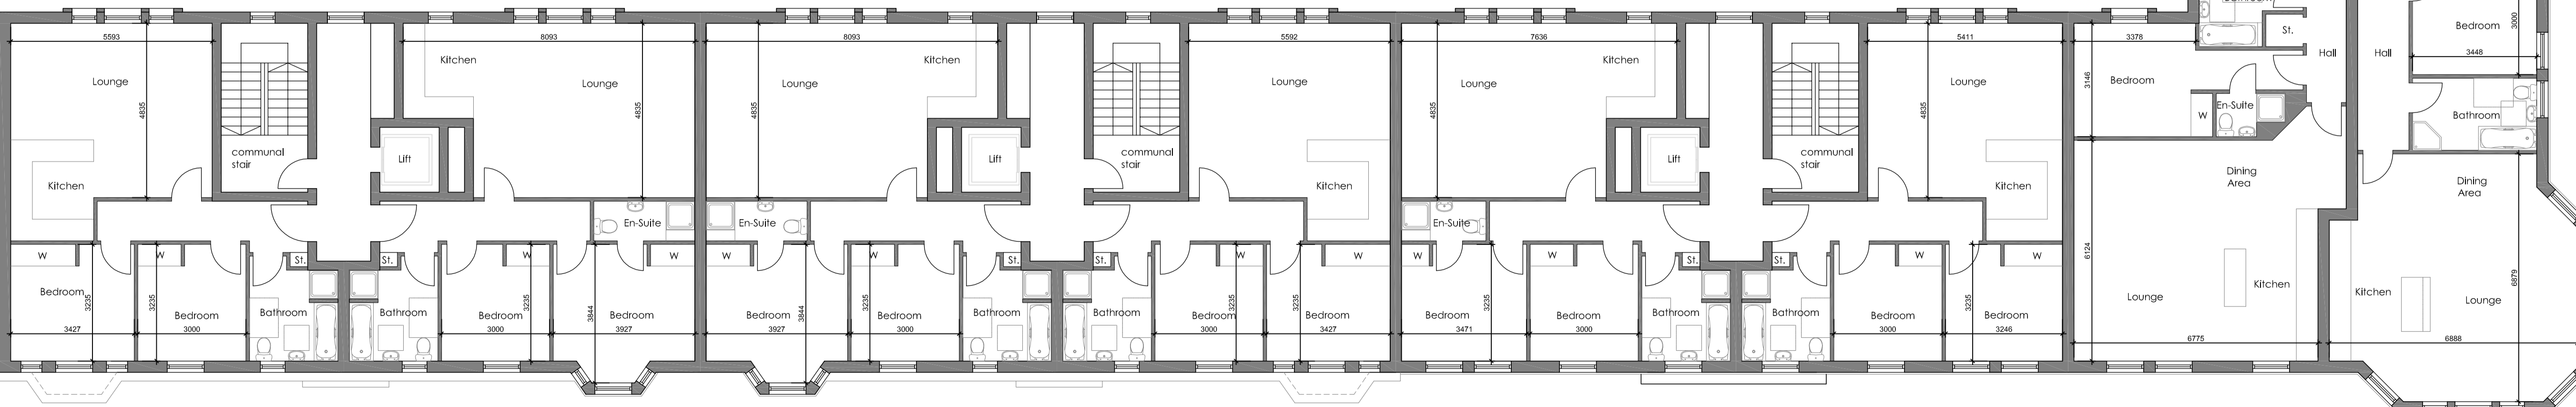 5593
4835
Lounge
Kitchen
communal
stair
Lift
8093
Kitchen
Lounge
4835
8093
Lounge
Kitchen
4835
Lift
communal
stair
5592
Lounge
Kitchen
7636
Lounge
Kitchen
4835
Lift
communal
stair
5411
Lounge
4835
Kitchen
3378
3146
Bedroom
W
En-Suite
St.
Hall
Hall
Bedroom
3000
3448
Bathroom
Dining
Area
Dining
Area
En-Suite
En-Suite
En-Suite
W
Bedroom
3235
3427
W
3235
Bedroom
3000
St.
Bathroom
St.
Bathroom
W
3235
Bedroom
3000
3844
W
Bedroom
3927
W
Bedroom
3844
3927
W
3235
Bedroom
3000
St.
Bathroom
St.
Bathroom
W
3235
Bedroom
3000
W
3235
Bedroom
3427
W
3235
Bedroom
3471
W
Bedroom
3000
St.
Bathroom
St.
Bathroom
W
Bedroom
3000
W
3235
Bedroom
3246
6124
Lounge
Kitchen
6775
Kitchen
Lounge
6879
6888